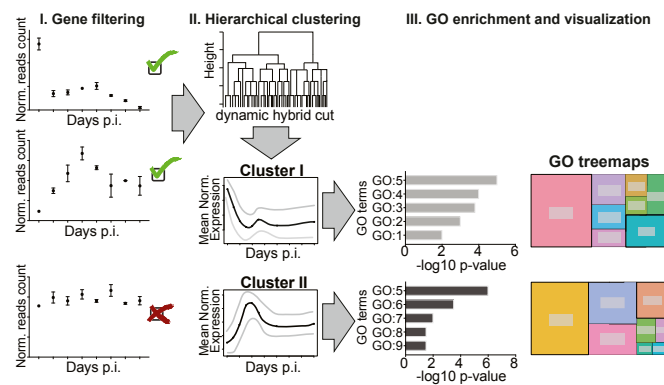 I. Gene filtering
II. Hierarchical clustering
III. GO enrichment and visualization
Norm. reads count
Days p.i.
Norm. reads count
Days p.i.
Norm. reads count
Days p.i.
Height
dynamic hybrid cut
Cluster I
Mean Norm.
Expression
Days p.i.
Cluster II
Mean Norm.
Expression
Days p.i.
GO terms
GO:5
GO:4
GO:3
GO:2
GO:1
0 2 4 6
-log10 p-value
GO terms
GO:5
GO:6
GO:7
GO:8
GO:9
0 2 4 6 8
-log10 p-value
GO treemaps